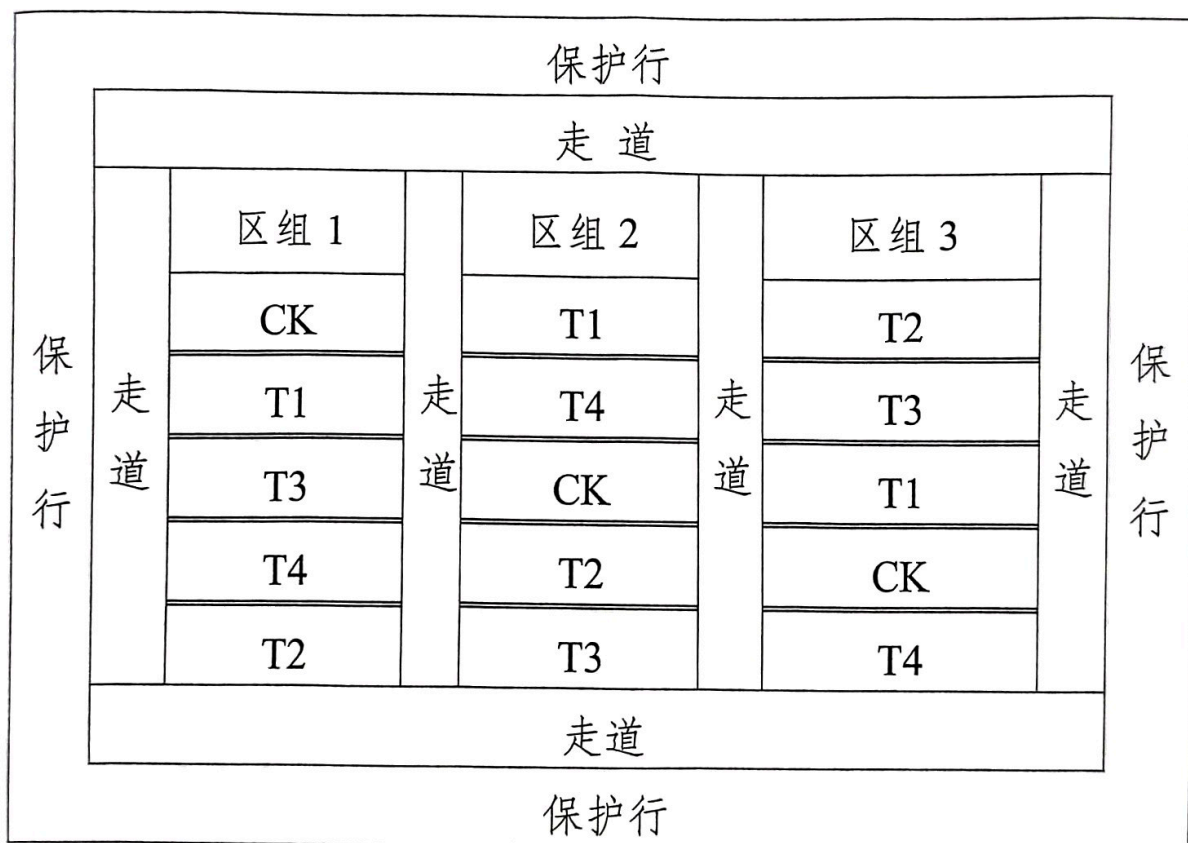 保护行
走 道
区组 1 区组 2 区组 3
CK T1 T2
T1 T4 T3
T3 CK T1
T4 T2 CK
T2 T3 T4
保护行
走道
走道
走道
走道
保护行
走道
保护行